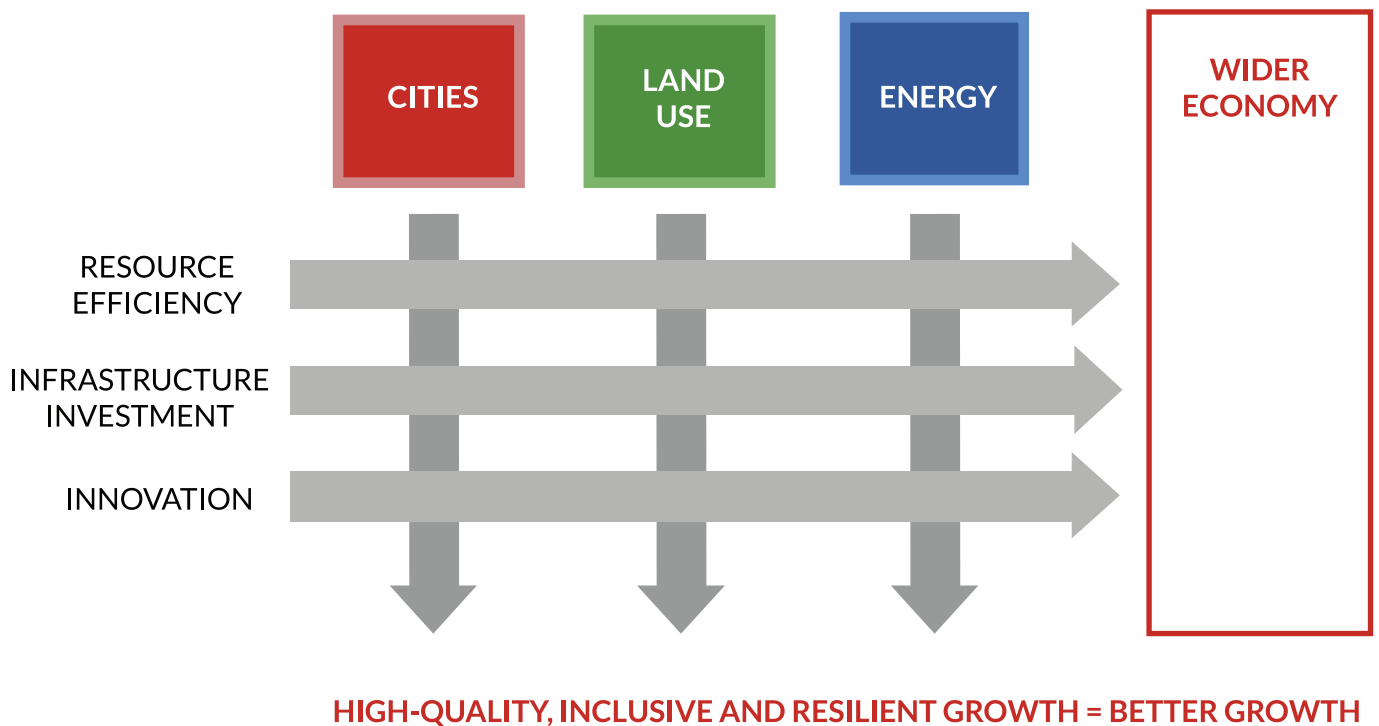 CITIES
LAND
USE
ENERGY
WIDER
ECONOMY
RESOURCE
EFFICIENCY
INFRASTRUCTURE
INVESTMENT
INNOVATION
HIGH-QUALITY, INCLUSIVE AND RESILIENT GROWTH = BETTER GROWTH